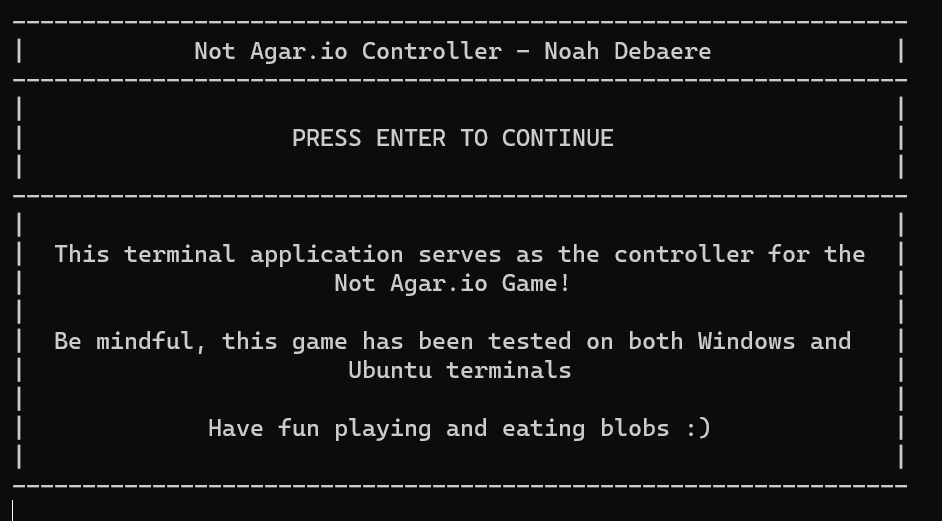 Not Agar.io Controller - Noah Debaere
PRESS ENTER TO CONTINUE
This terminal application serves as the controller for the
Not Agar.io Game!
Be mindful, this game has been tested on both Windows and
Ubuntu terminals
Have fun playing and eating blobs :)